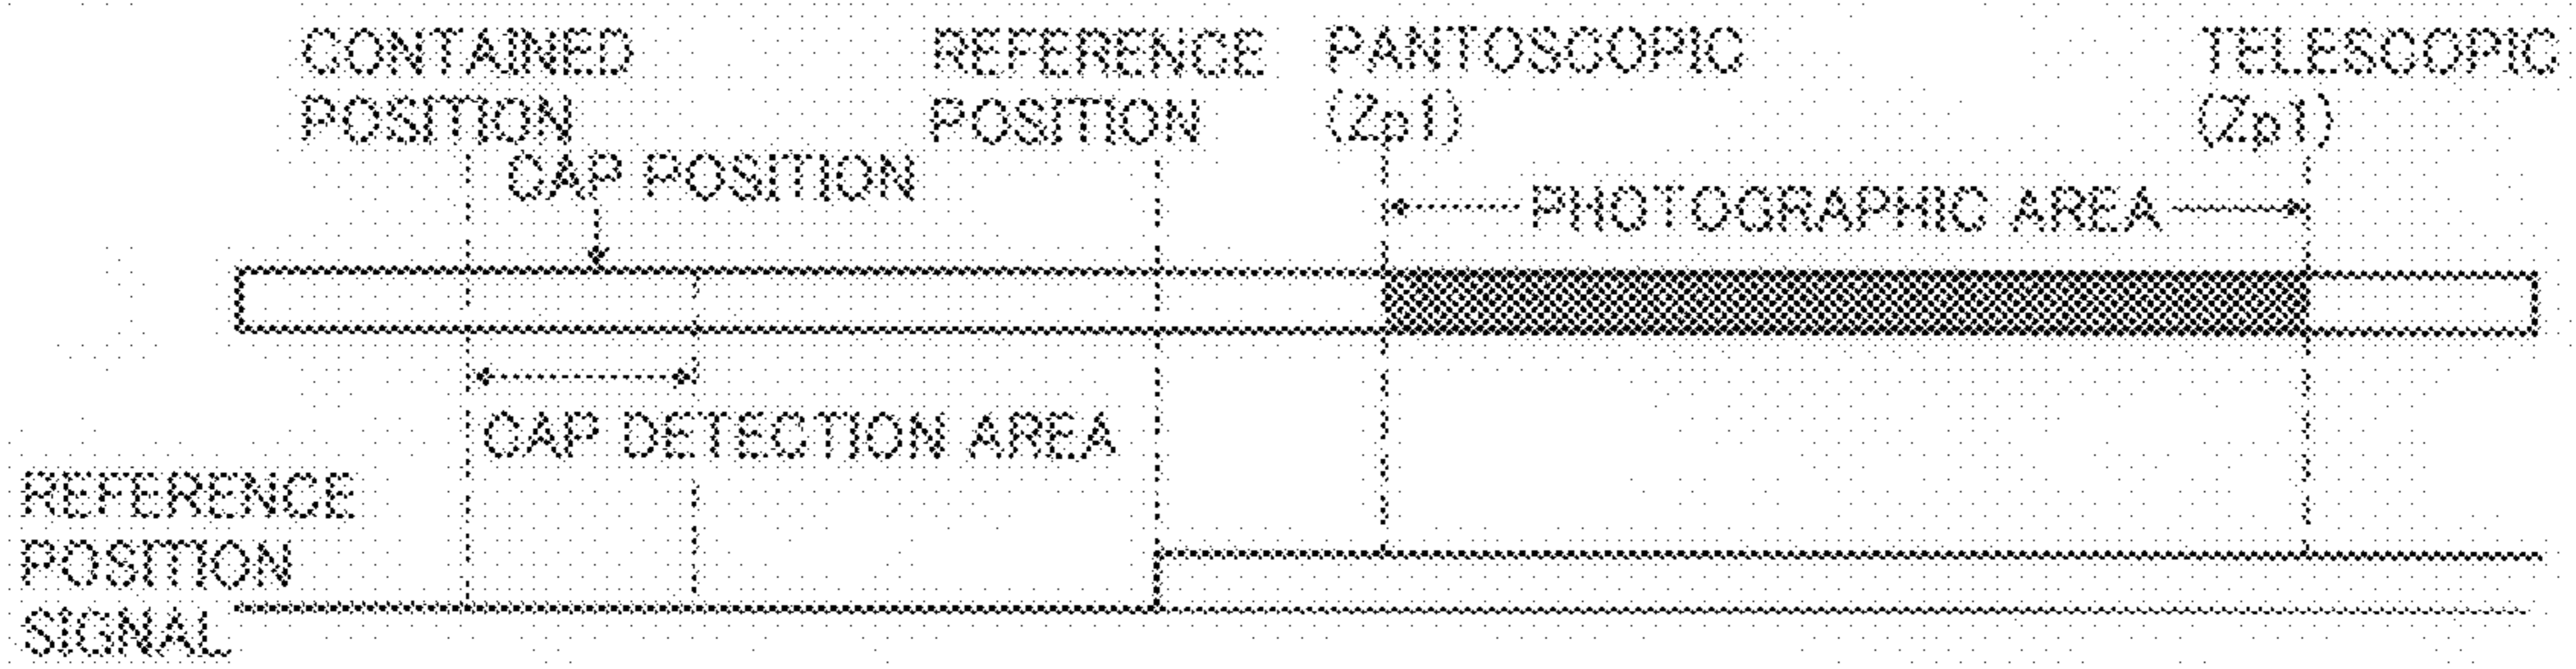 CONTAINED
POSITION
REFERENCE
POSITION
PANTOSCOPIC
(Zp1)
TELESCOPIC
(Zp1)
CAP POSITION
PHOTOGRAPHIC AREA
CAP DETECTION AREA
REFERENCE
POSITION
SIGNAL